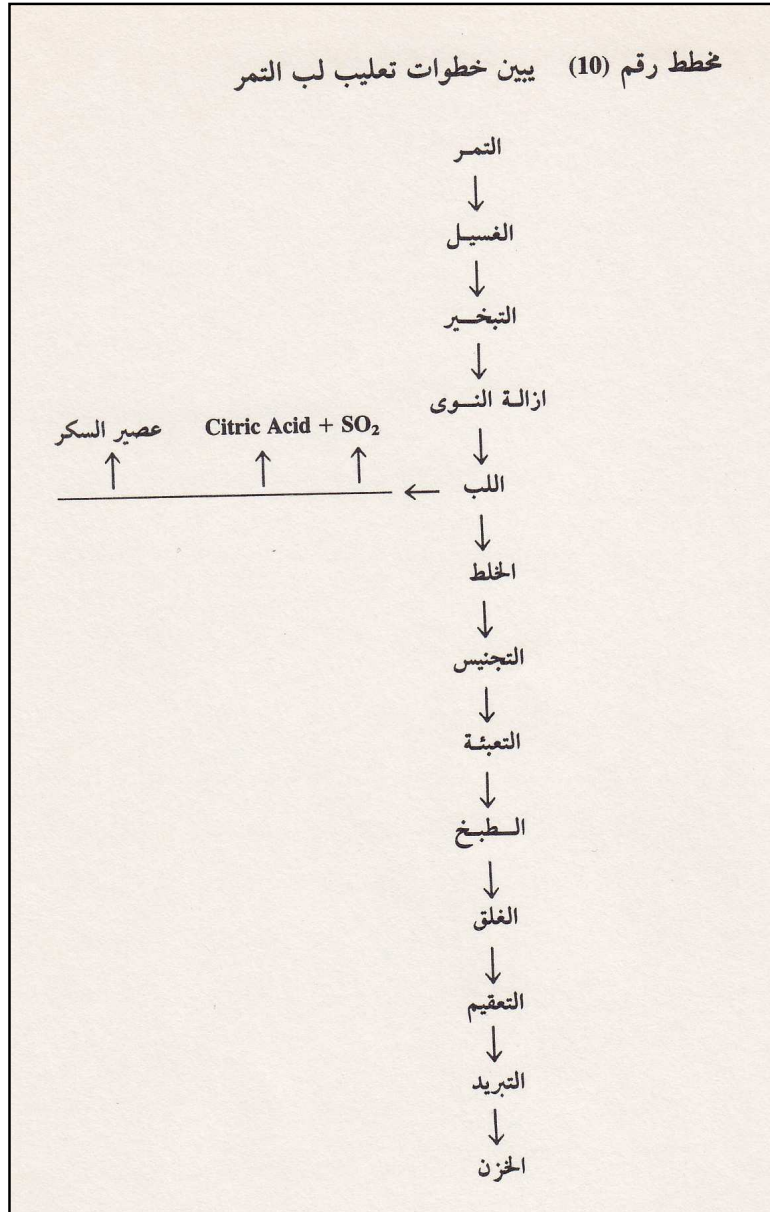 مخطط رقم (10) يبين خطوات تعليب لب التمر
التمر
الغسيل
التبخير
ازالة النوى
عصير السكر Citric Acid + SO₂
اللب
الخلط
التجنيس
التعبئة
الطبخ
الغلق
التعقيم
التبريد
الخزن